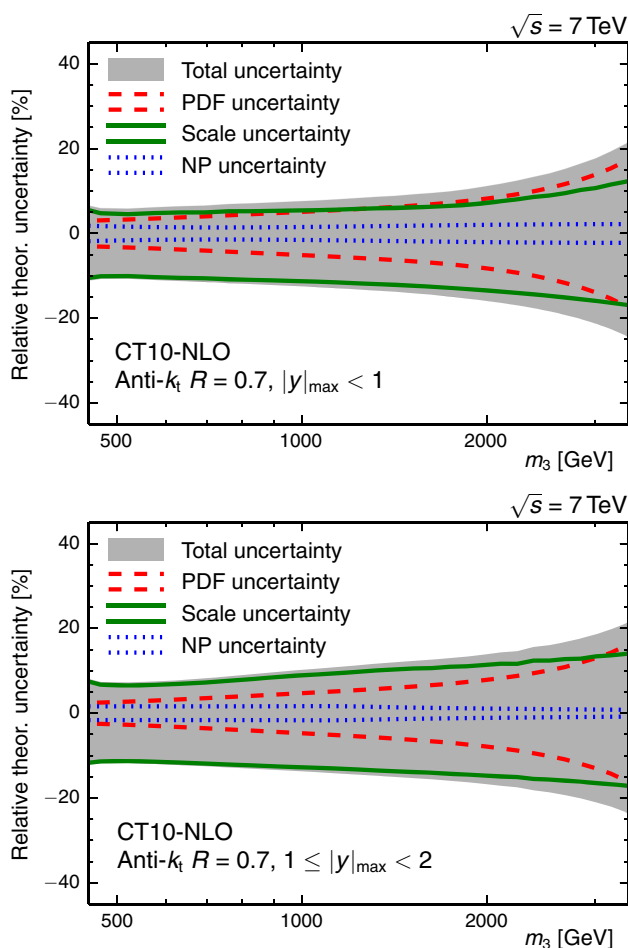 √s = 7 TeV
Relative theor. uncertainty [%]
40
20
0
−20
−40
Total uncertainty
PDF uncertainty
Scale uncertainty
NP uncertainty
CT10-NLO
Anti-kt R = 0.7, |y|max < 1
500 1000 2000
m3 [GeV]
√s = 7 TeV
Relative theor. uncertainty [%]
40
20
0
−20
−40
Total uncertainty
PDF uncertainty
Scale uncertainty
NP uncertainty
CT10-NLO
Anti-kt R = 0.7, 1 ≤ |y|max < 2
500 1000 2000
m3 [GeV]